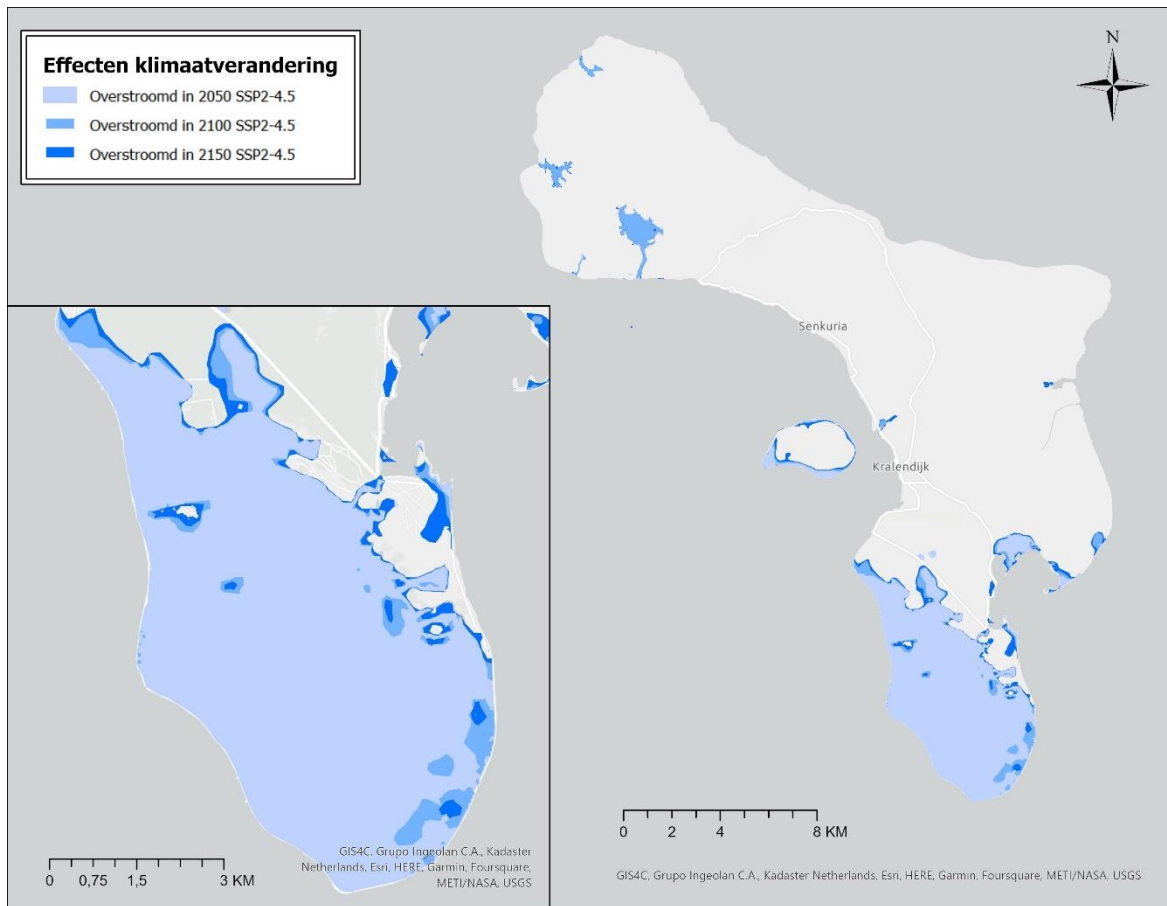 Effecten klimaatverandering
Overstroomd in 2050 SSP2-4.5
Overstroomd in 2100 SSP2-4.5
Overstroomd in 2150 SSP2-4.5
N
Senkuria
Kralendijk
0 2 4 8 KM
GIS4C, Grupo Ingeolan C.A., Kadaster Netherlands, Esri, HERE, Garmin, Foursquare, METI/NASA, USGS
0 0,75 1,5 3 KM
GIS4C, Grupo Ingeolan C.A., Kadaster
Netherlands, Esri, HERE, Garmin, Foursquare,
METI/NASA, USGS